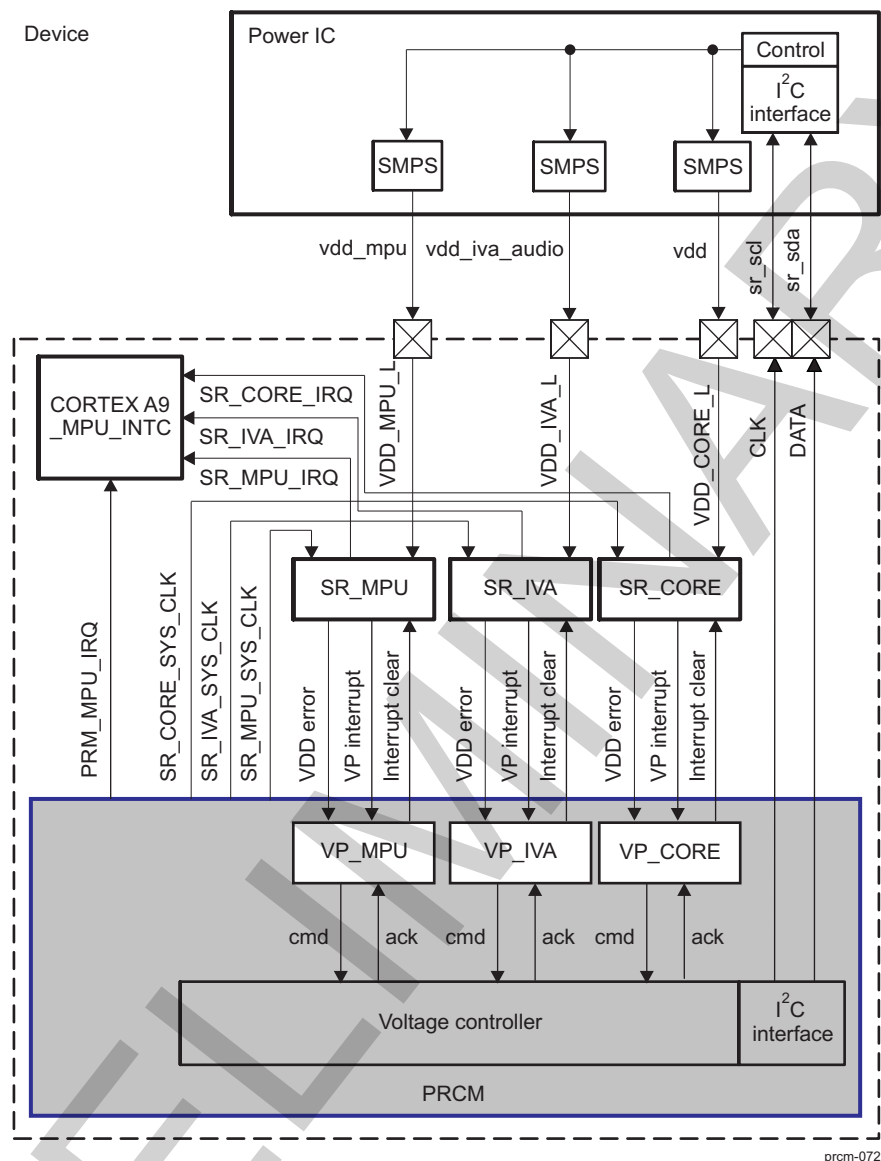 Device
Power IC
Control
I²C
interface
SMPS
SMPS
SMPS
vdd_mpu
vdd_iva_audio
vdd
sr_scl
sr_sda
CORTEX A9
_MPU_INTC
SR_CORE_IRQ
SR_IVA_IRQ
SR_MPU_IRQ
VDD_MPU_L
VDD_IVA_L
VDD_CORE_L
CLK
DATA
SR_MPU
SR_IVA
SR_CORE
PRM_MPU_IRQ
SR_CORE_SYS_CLK
SR_IVA_SYS_CLK
SR_MPU_SYS_CLK
VDD error
VP interrupt
Interrupt clear
VDD error
VP interrupt
Interrupt clear
VDD error
VP interrupt
Interrupt clear
VP_MPU
VP_IVA
VP_CORE
cmd
ack
cmd
ack
cmd
ack
Voltage controller
I²C
interface
PRCM
prcm-072
ELIMINAR